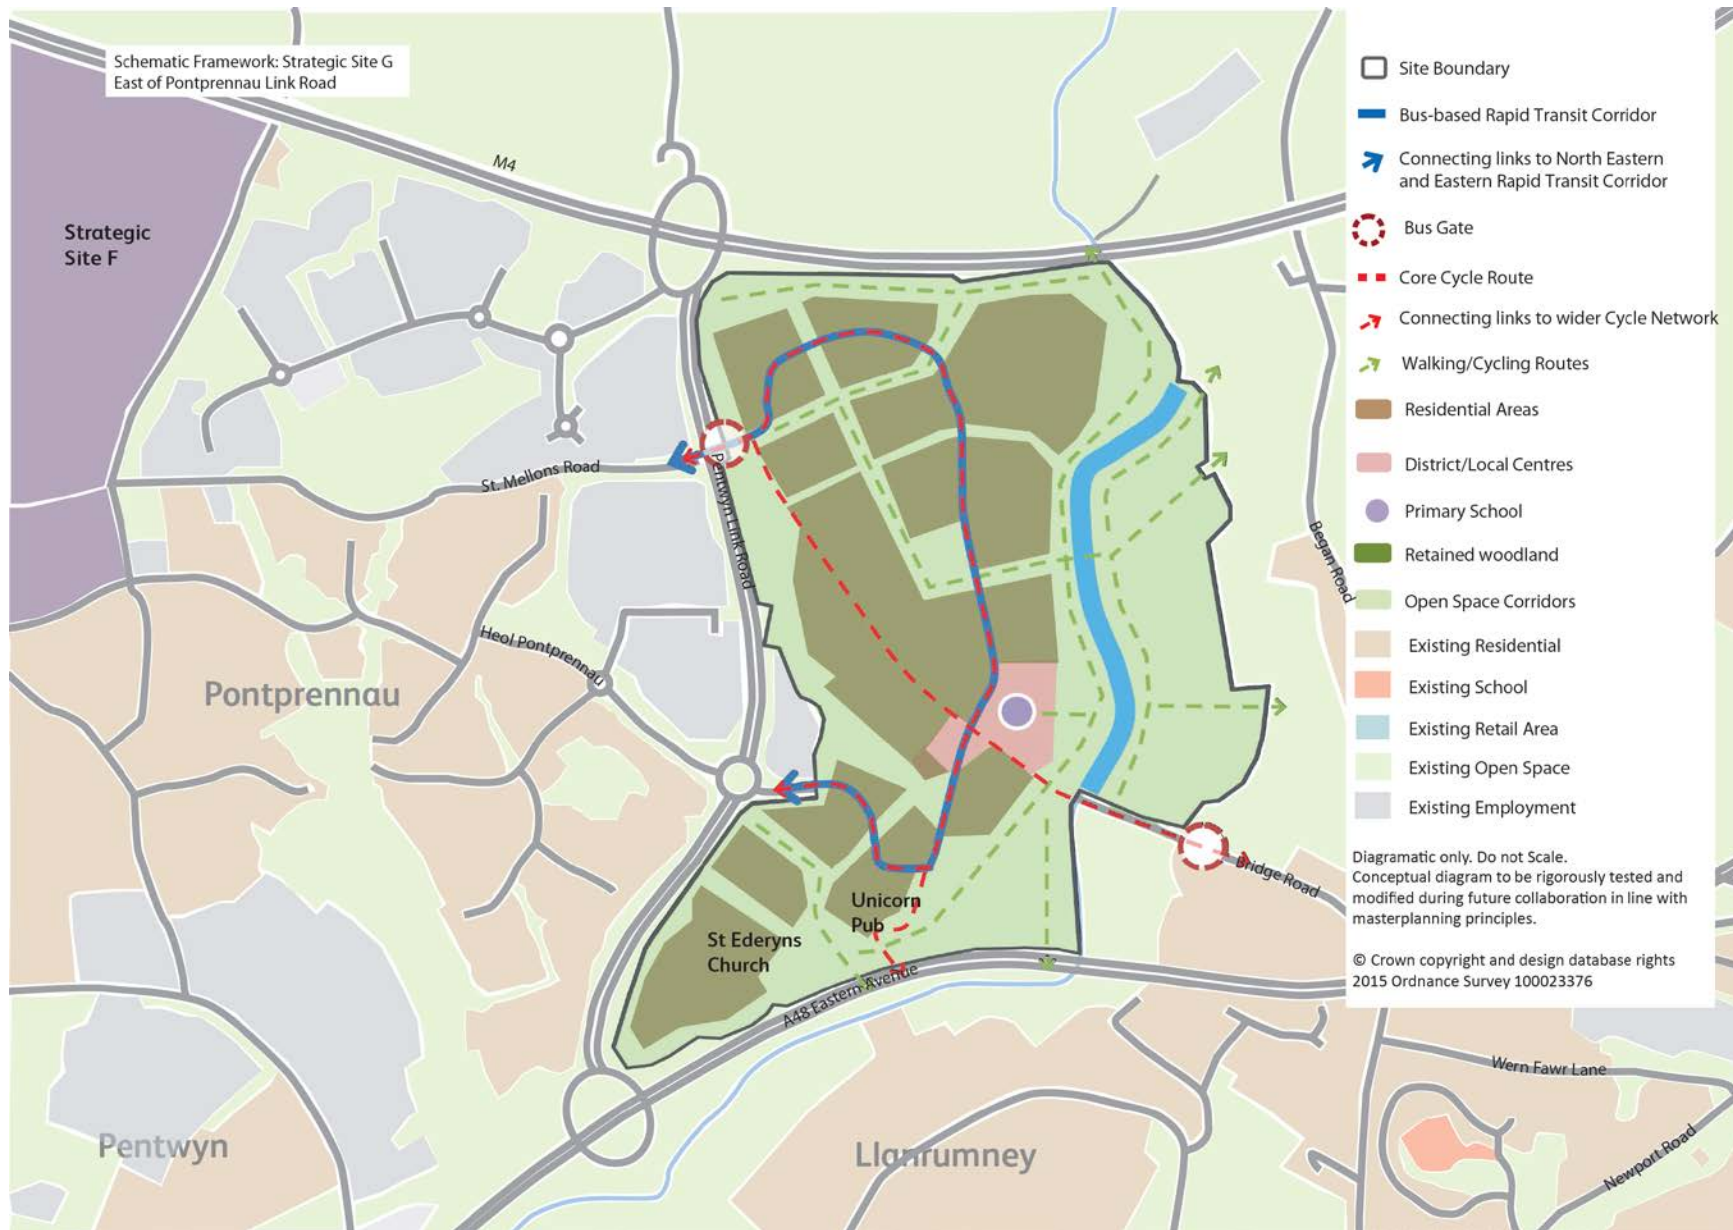 Schematic Framework: Strategic Site G
East of Pontprennau Link Road
M4
Strategic
Site F
St. Mellons Road
Pentwyn Link Road
Heol Pontprennau
Pontprennau
Began Road
Bridge Road
Unicorn
Pub
St Ederyns
Church
A48 Eastern Avenue
Pentwyn
Llanrumney
Wern Fawr Lane
Newport Road
Site Boundary
Bus-based Rapid Transit Corridor
Connecting links to North Eastern
and Eastern Rapid Transit Corridor
Bus Gate
Core Cycle Route
Connecting links to wider Cycle Network
Walking/Cycling Routes
Residential Areas
District/Local Centres
Primary School
Retained woodland
Open Space Corridors
Existing Residential
Existing School
Existing Retail Area
Existing Open Space
Existing Employment
Diagramatic only. Do not Scale.
Conceptual diagram to be rigorously tested and
modified during future collaboration in line with
masterplanning principles.
© Crown copyright and design database rights
2015 Ordnance Survey 100023376